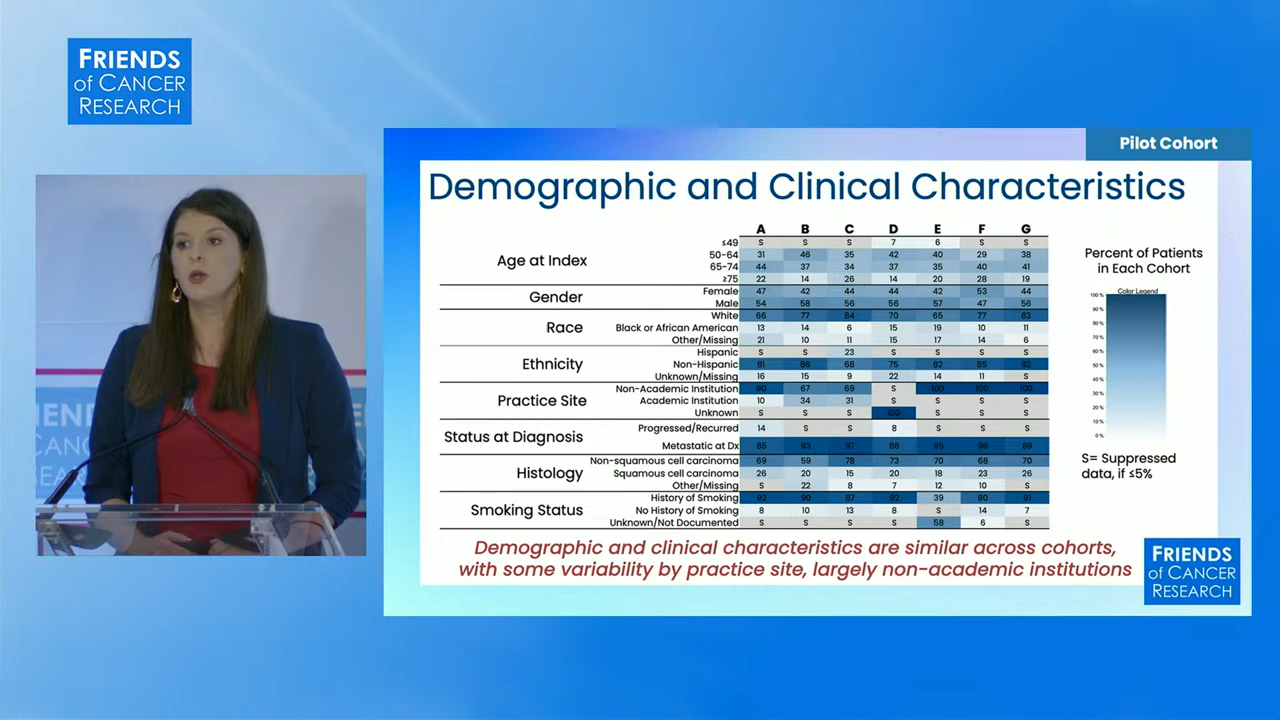 FRIENDS
of CANCER
RESEARCH
Pilot Cohort
Demographic and Clinical Characteristics
A B C D E F G
Age at Index
≤49 S S S 7 6 S S
50-64 31 46 35 42 40 29 38
65-74 44 37 34 37 35 40 41
≥75 22 14 26 14 20 28 19
Gender
Female 47 42 44 44 42 53 44
Male 54 58 56 56 57 47 56
Race
White 66 77 84 70 65 77 83
Black or African American 13 14 6 15 19 10 11
Other/Missing 21 10 11 15 17 14 6
Ethnicity
Hispanic S S 23 S S S S
Non-Hispanic 81 86 68 75 82 85 92
Unknown/Missing 16 15 9 22 14 11 S
Practice Site
Non-Academic Institution 90 67 69 S 100 100 100
Academic Institution 10 34 31 S S S S
Unknown S S S 100 S S S
Status at Diagnosis
Progressed/Recurred 14 S S 8 S S S
Metastatic at Dx 85 93 97 86 95 96 89
Histology
Non-squamous cell carcinoma 69 59 78 73 70 68 70
Squamous cell carcinoma 26 20 15 20 18 23 26
Other/Missing S 22 8 7 12 10 S
Smoking Status
History of Smoking 92 90 87 92 39 80 91
No History of Smoking 8 10 13 8 S 14 7
Unknown/Not Documented S S S S 58 6 S
Percent of Patients
in Each Cohort
Color Legend
100 %
90 %
80 %
70 %
60 %
50 %
40 %
30 %
20 %
10 %
0 %
S= Suppressed
data, if ≤5%
Demographic and clinical characteristics are similar across cohorts,
with some variability by practice site, largely non-academic institutions
FRIENDS
of CANCER
RESEARCH